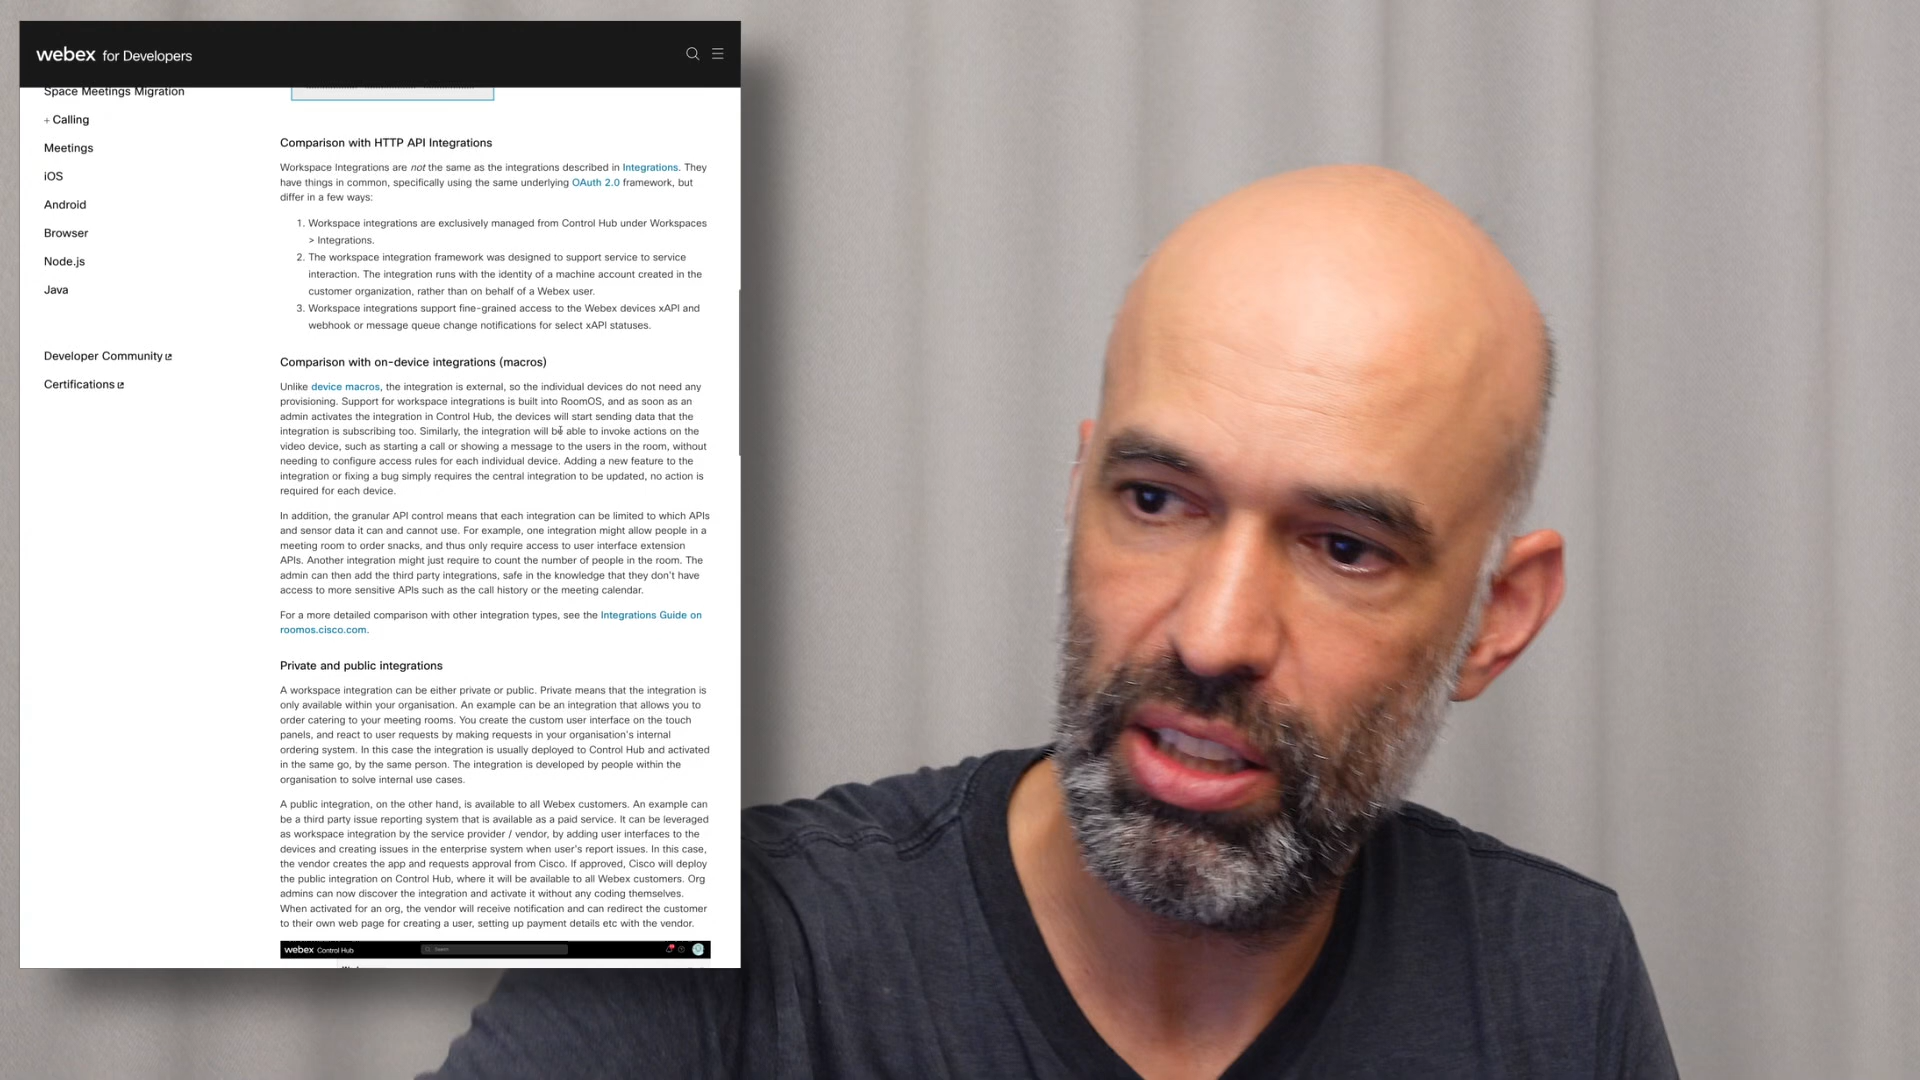 webex for Developers
Space Meetings Migration
+ Calling
Meetings
iOS
Android
Browser
Node.js
Java
Developer Community
Certifications
Comparison with HTTP API Integrations
Workspace Integrations are not the same as the integrations described in Integrations. They
have things in common, specifically using the same underlying OAuth 2.0 framework, but
differ in a few ways:
1. Workspace integrations are exclusively managed from Control Hub under Workspaces
> Integrations.
2. The workspace integration framework was designed to support service to service
interaction. The integration runs with the identity of a machine account created in the
customer organization, rather than on behalf of a Webex user.
3. Workspace integrations support fine-grained access to the Webex devices xAPI and
webhook or message queue change notifications for select xAPI statuses.
Comparison with on-device integrations (macros)
Unlike device macros, the integration is external, so the individual devices do not need any
provisioning. Support for workspace integrations is built into RoomOS, and as soon as an
admin activates the integration in Control Hub, the devices will start sending data that the
integration is subscribing too. Similarly, the integration will be able to invoke actions on the
video device, such as starting a call or showing a message to the users in the room, without
needing to configure access rules for each individual device. Adding a new feature to the
integration or fixing a bug simply requires the central integration to be updated, no action is
required for each device.
In addition, the granular API control means that each integration can be limited to which APIs
and sensor data it can and cannot use. For example, one integration might allow people in a
meeting room to order snacks, and thus only require access to user interface extension
APIs. Another integration might just require to count the number of people in the room. The
admin can then add the third party integrations, safe in the knowledge that they don't have
access to more sensitive APIs such as the call history or the meeting calendar.
For a more detailed comparison with other integration types, see the Integrations Guide on
roomos.cisco.com.
Private and public integrations
A workspace integration can be either private or public. Private means that the integration is
only available within your organisation. An example can be an integration that allows you to
order catering to your meeting rooms. You create the custom user interface on the touch
panels, and react to user requests by making requests in your organisation's internal
ordering system. In this case the integration is usually deployed to Control Hub and activated
in the same go, by the same person. The integration is developed by people within the
organisation to solve internal use cases.
A public integration, on the other hand, is available to all Webex customers. An example can
be a third party issue reporting system that is available as a paid service. It can be leveraged
as workspace integration by the service provider / vendor, by adding user interfaces to the
devices and creating issues in the enterprise system when user's report issues. In this case,
the vendor creates the app and requests approval from Cisco. If approved, Cisco will deploy
the public integration on Control Hub, where it will be available to all Webex customers. Org
admins can now discover the integration and activate it without any coding themselves.
When activated for an org, the vendor will receive notification and can redirect the customer
to their own web page for creating a user, setting up payment details etc with the vendor.
webex Control Hub
Search